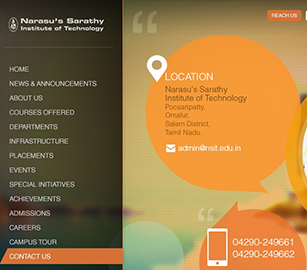 Narasu's Sarathy
Institute of Technology
REACH US
HOME
NEWS & ANNOUNCEMENTS
ABOUT US
COURSES OFFERED
DEPARTMENTS
INFRASTRUCTURE
PLACEMENTS
EVENTS
SPECIAL INITIATIVES
ACHIEVEMENTS
ADMISSIONS
CAREERS
CAMPUS TOUR
CONTACT US
LOCATION
Narasu's Sarathy
Institute of Technology
Poosaripatty,
Omalur,
Salem District,
Tamil Nadu.
admin@nsit.edu.in
04290-249661
04290-249662